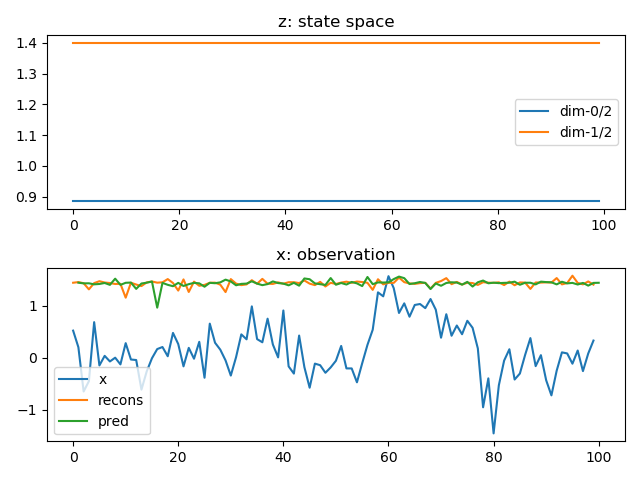 z: state space
1.4
1.3
1.2
1.1
1.0
0.9
dim-0/2
dim-1/2
0 20 40 60 80 100
x: observation
1
0
−1
x
recons
pred
0 20 40 60 80 100